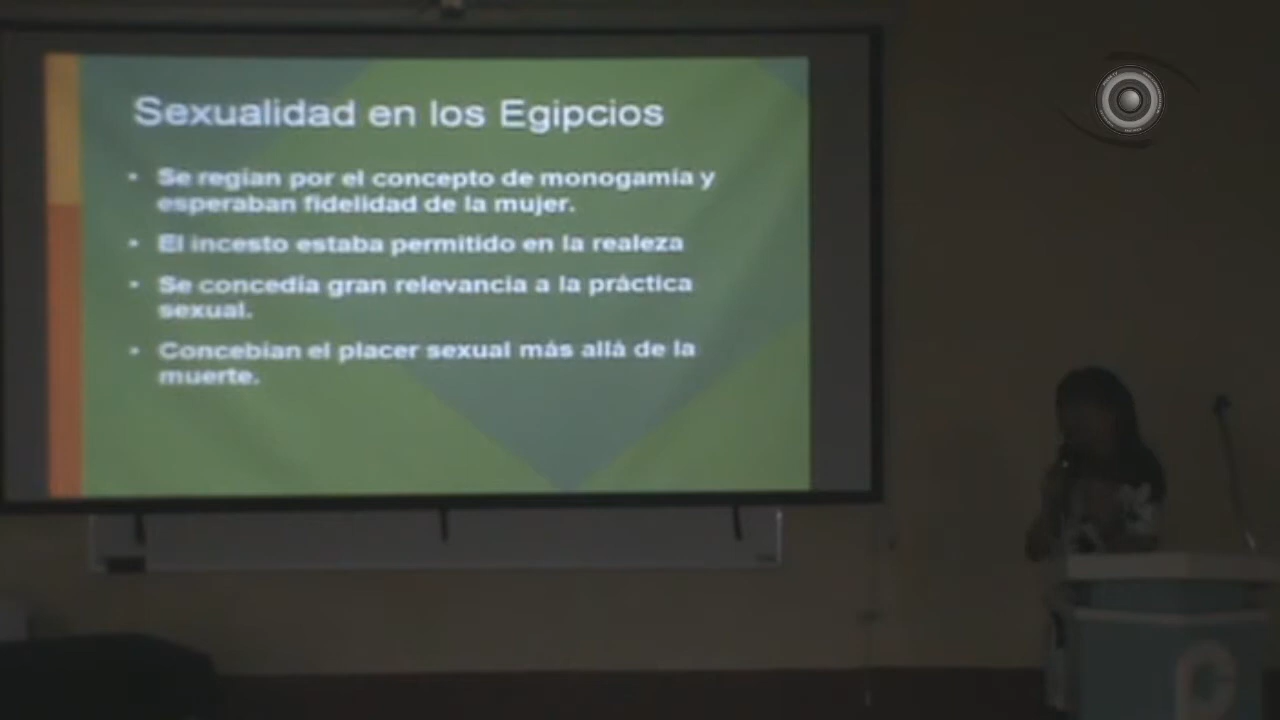 Sexualidad en los Egipcios
• Se regían por el concepto de monogamía y
esperaban fidelidad de la mujer.
• El incesto estaba permitido en la realeza
• Se concedía gran relevancia a la práctica
sexual.
• Concebían el placer sexual más allá de la
muerte.